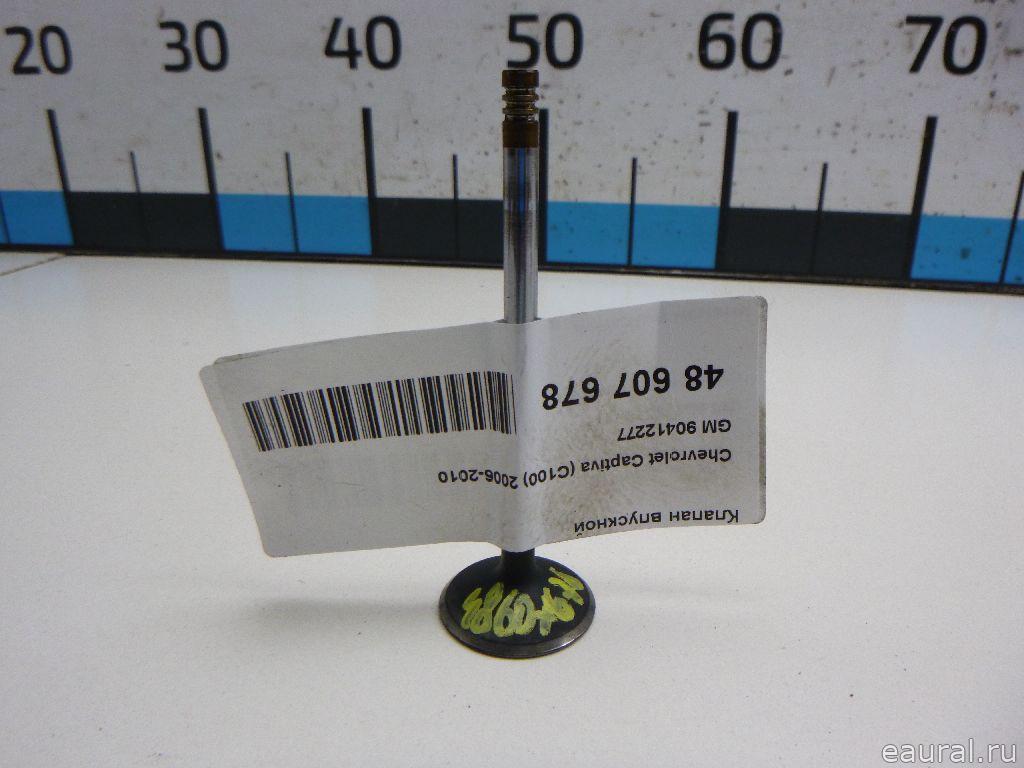 20 30 40 50 60 70
Клапан впускной
Chevrolet Captiva (C100) 2006-2010
GM 90412277
48 607 678
eaural.ru